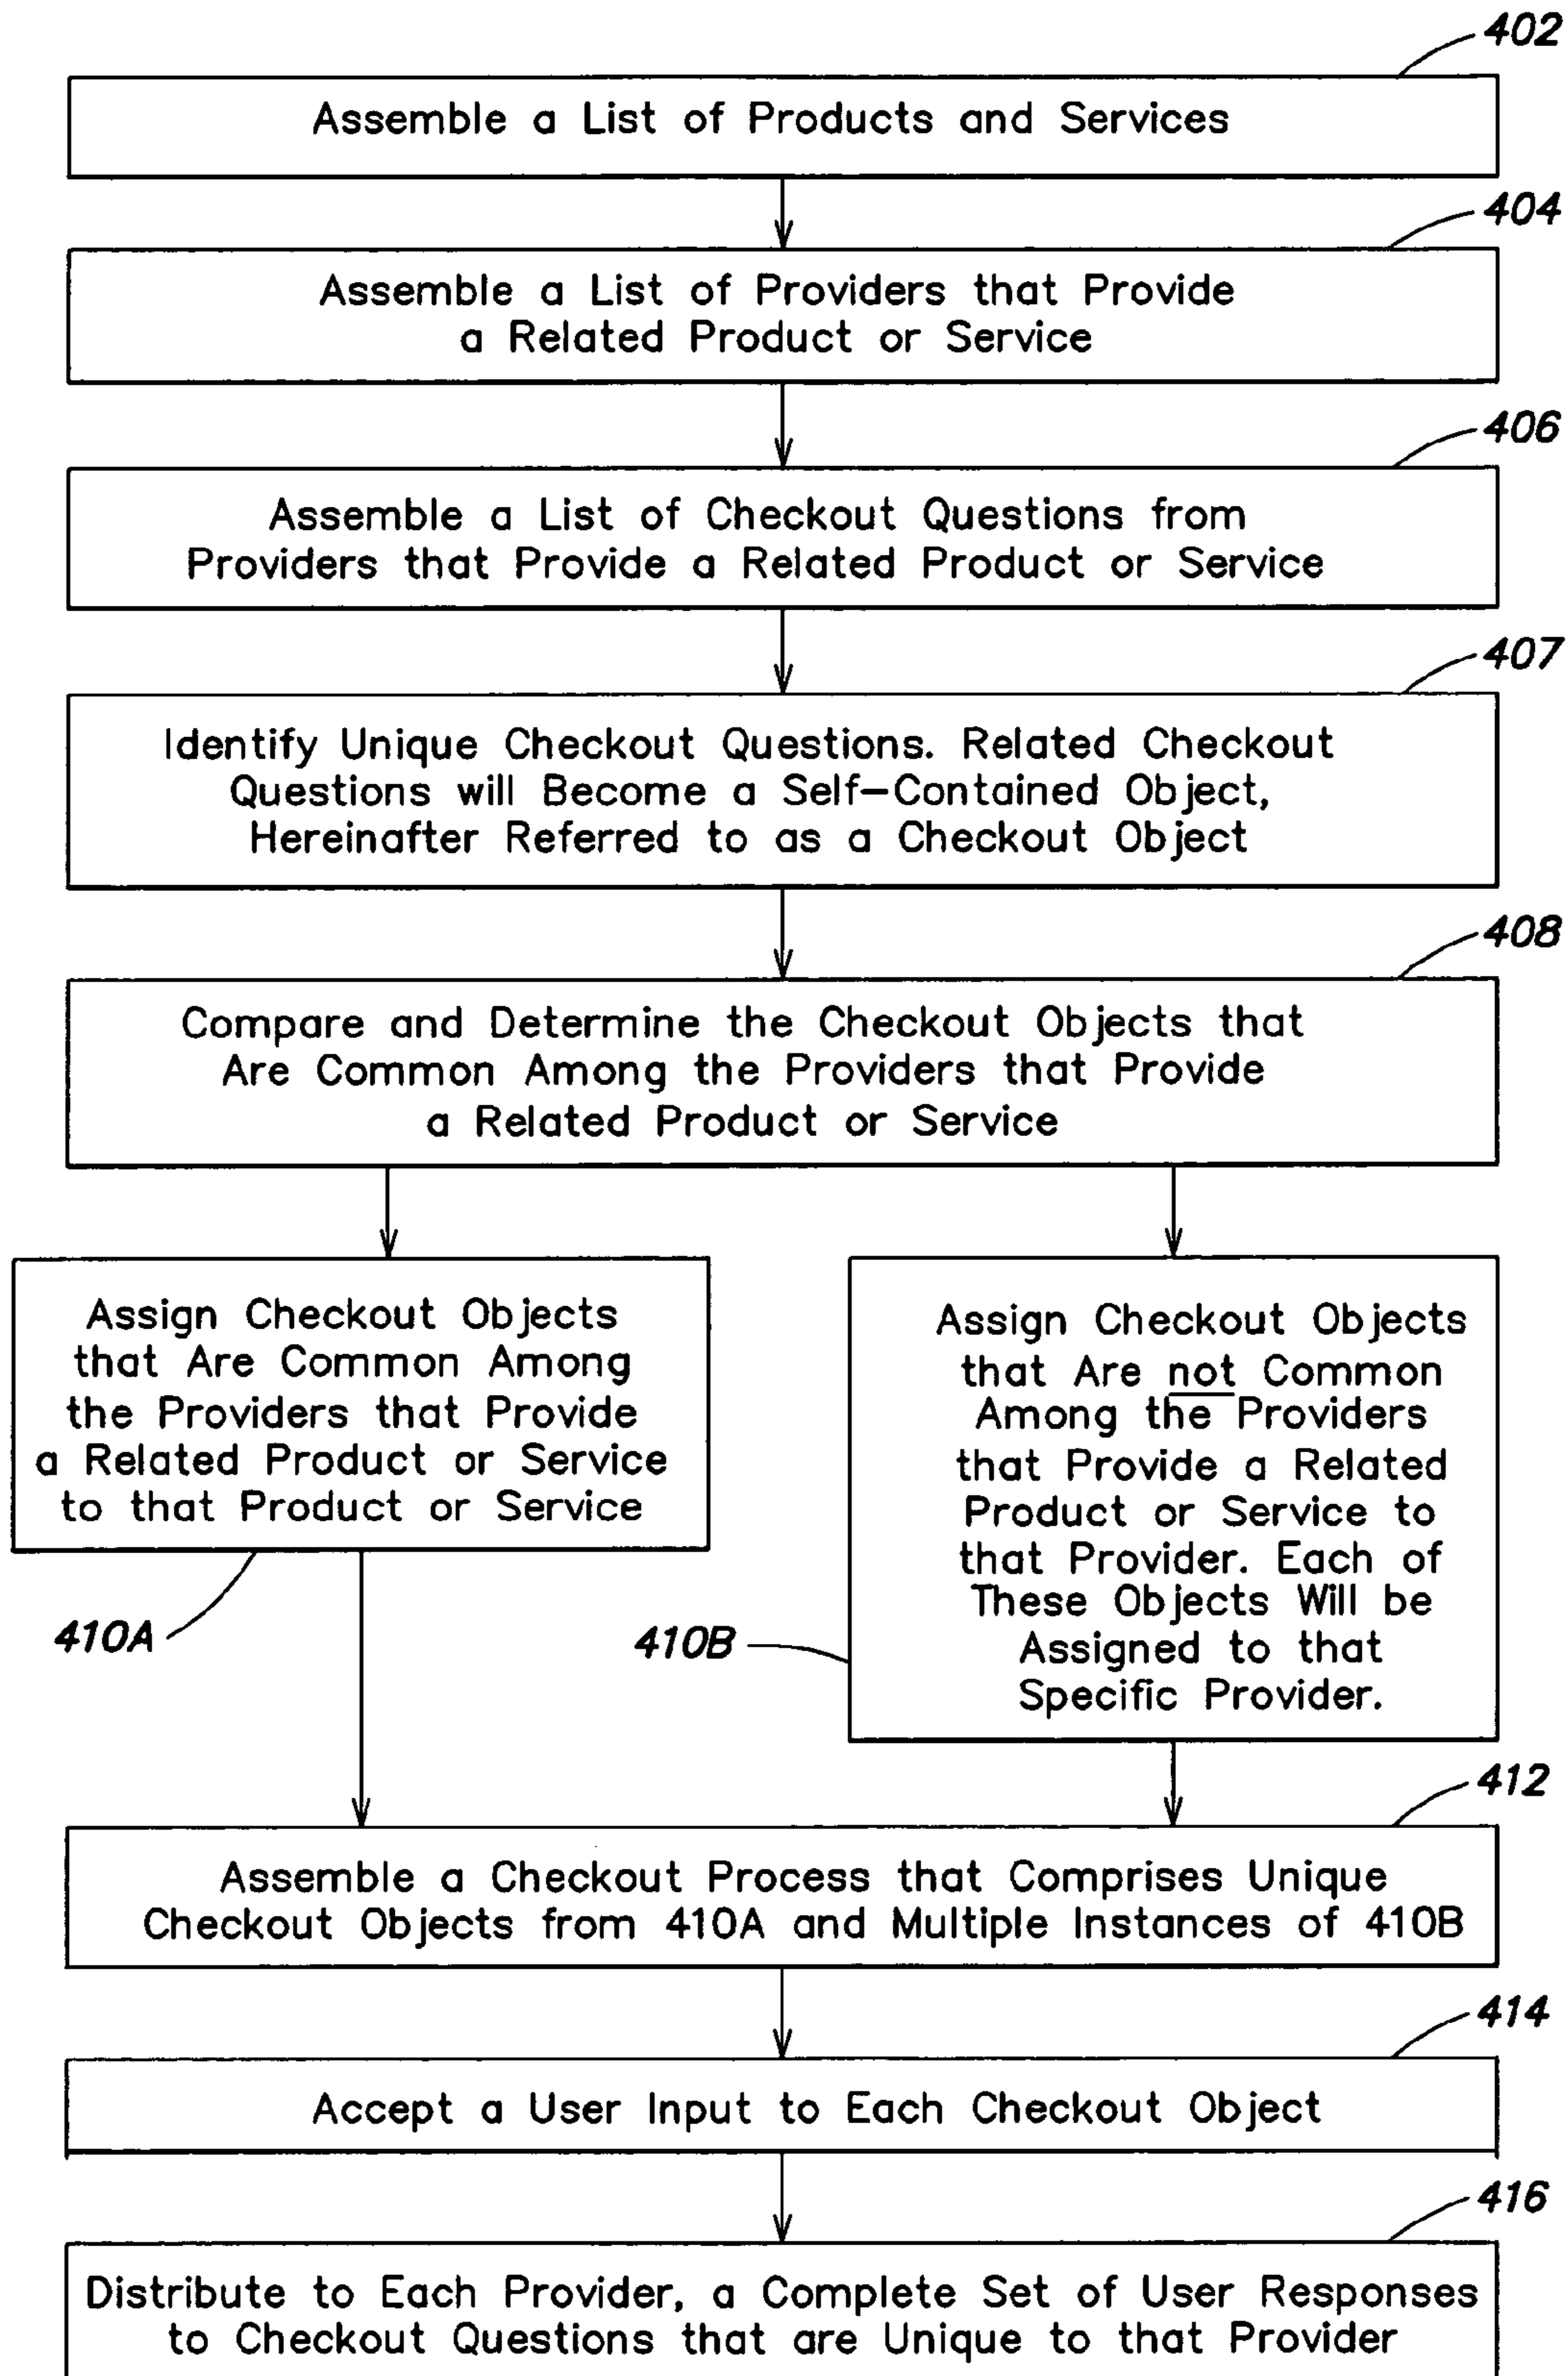 402
Assemble a List of Products and Services
404
Assemble a List of Providers that Provide
a Related Product or Service
406
Assemble a List of Checkout Questions from
Providers that Provide a Related Product or Service
407
Identify Unique Checkout Questions. Related Checkout
Questions will Become a Self-Contained Object,
Hereinafter Referred to as a Checkout Object
408
Compare and Determine the Checkout Objects that
Are Common Among the Providers that Provide
a Related Product or Service
Assign Checkout Objects
that Are Common Among
the Providers that Provide
a Related Product or Service
to that Product or Service
410A
Assign Checkout Objects
that Are not Common
Among the Providers
that Provide a Related
Product or Service to
that Provider. Each of
These Objects Will be
Assigned to that
Specific Provider.
410B
412
Assemble a Checkout Process that Comprises Unique
Checkout Objects from 410A and Multiple Instances of 410B
414
Accept a User Input to Each Checkout Object
416
Distribute to Each Provider, a Complete Set of User Responses
to Checkout Questions that are Unique to that Provider